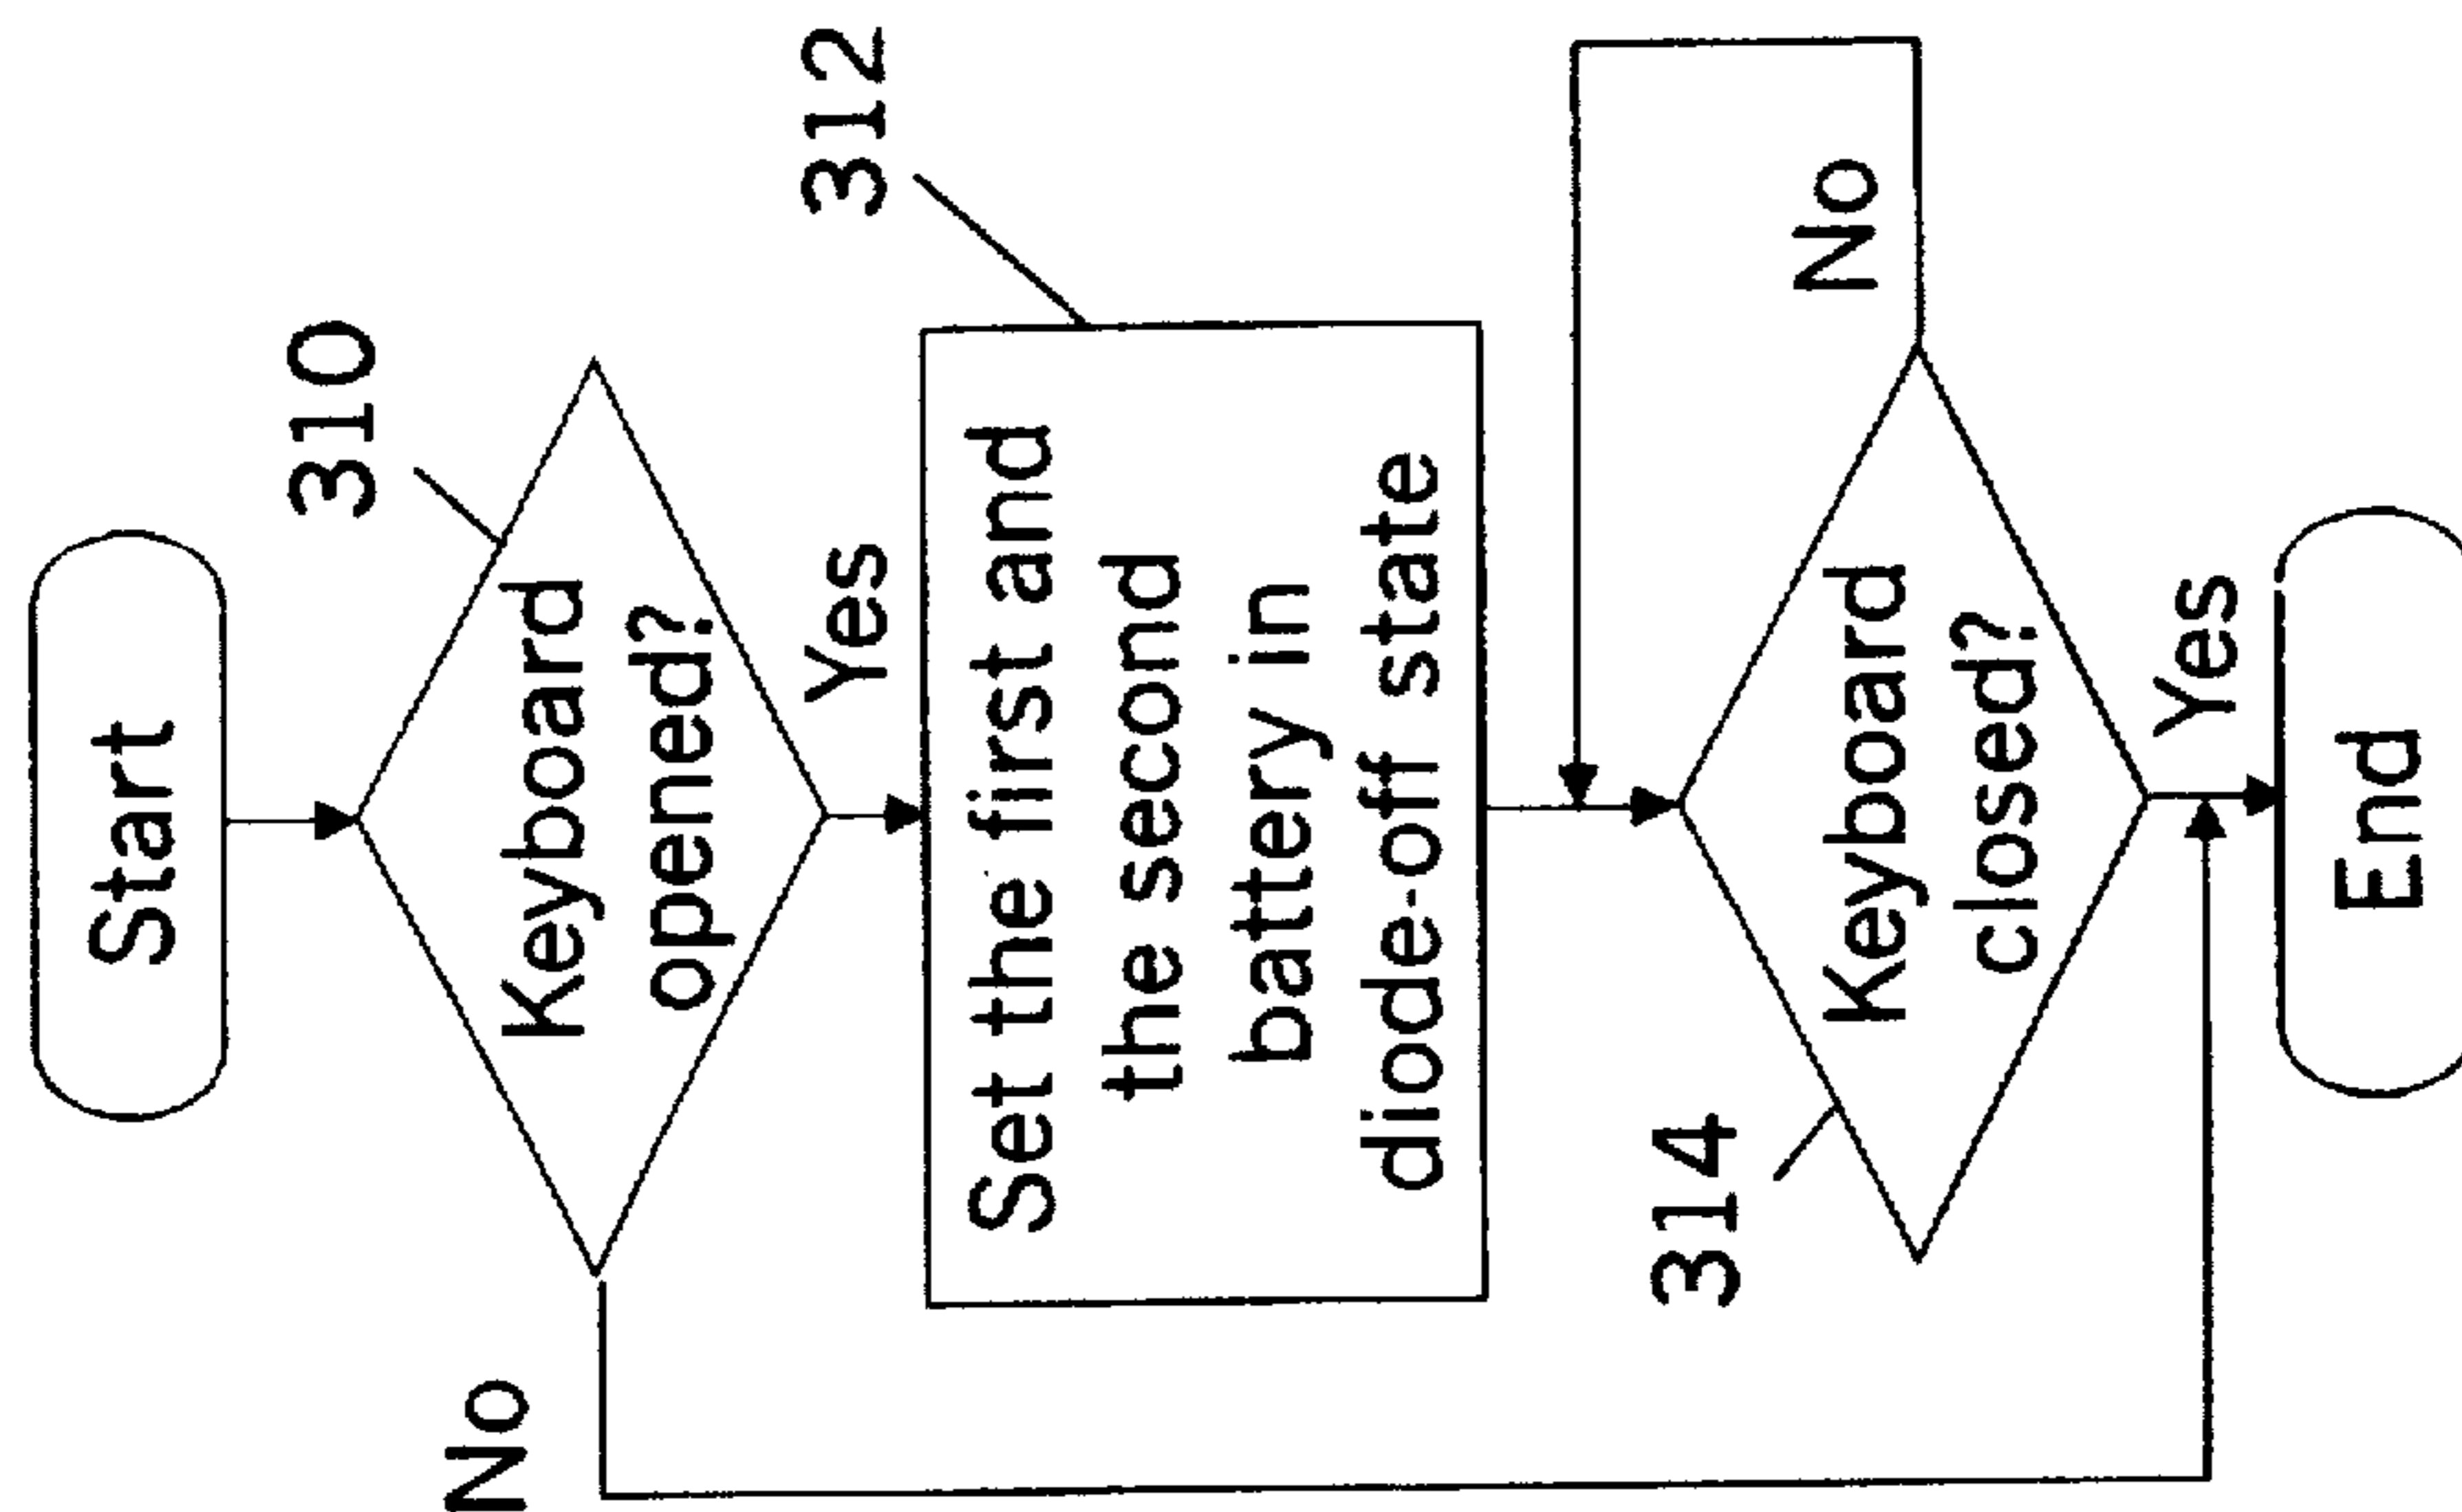 Start
310
Keyboard
opened?
No
Yes
312
Set the first and
the second
battery in
diode-off state
314
Keyboard
closed?
No
Yes
End